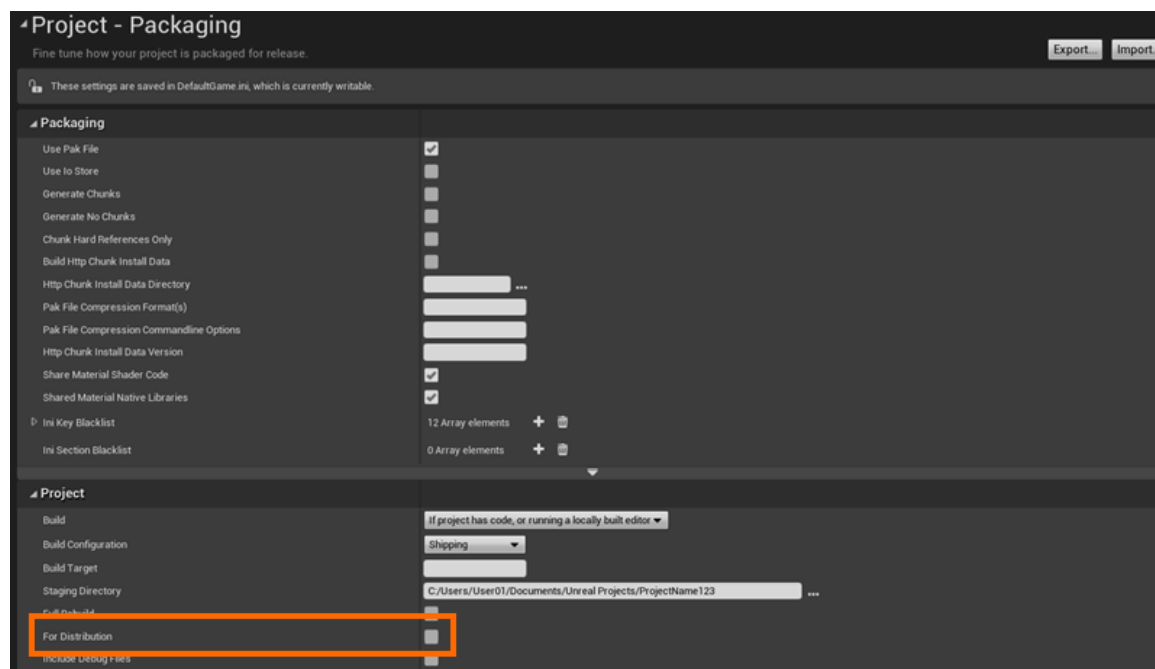 Project - Packaging
Fine tune how your project is packaged for release.
Export... Import.
These settings are saved in DefaultGame.ini, which is currently writable.
Packaging
Use Pak File
Use Io Store
Generate Chunks
Generate No Chunks
Chunk Hard References Only
Build Http Chunk Install Data
Http Chunk Install Data Directory ...
Pak File Compression Format(s)
Pak File Compression Commandline Options
Http Chunk Install Data Version
Share Material Shader Code
Shared Material Native Libraries
Ini Key Blacklist 12 Array elements
Ini Section Blacklist 0 Array elements
Project
Build If project has code, or running a locally built editor
Build Configuration Shipping
Build Target
Staging Directory C:/Users/User01/Documents/Unreal Projects/ProjectName123 ...
Full Rebuild
For Distribution
Include Debug Files